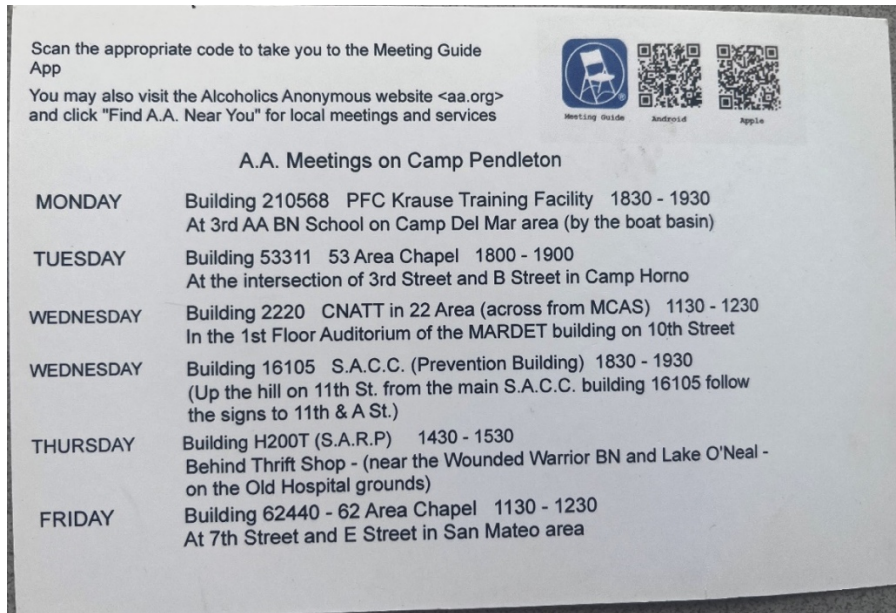 Scan the appropriate code to take you to the Meeting Guide
App
You may also visit the Alcoholics Anonymous website <aa.org>
and click "Find A.A. Near You" for local meetings and services
®
Meeting Guide Android Apple
A.A. Meetings on Camp Pendleton
MONDAY Building 210568 PFC Krause Training Facility 1830 - 1930
At 3rd AA BN School on Camp Del Mar area (by the boat basin)
TUESDAY Building 53311 53 Area Chapel 1800 - 1900
At the intersection of 3rd Street and B Street in Camp Horno
WEDNESDAY Building 2220 CNATT in 22 Area (across from MCAS) 1130 - 1230
In the 1st Floor Auditorium of the MARDET building on 10th Street
WEDNESDAY Building 16105 S.A.C.C. (Prevention Building) 1830 - 1930
(Up the hill on 11th St. from the main S.A.C.C. building 16105 follow
the signs to 11th & A St.)
THURSDAY Building H200T (S.A.R.P) 1430 - 1530
Behind Thrift Shop - (near the Wounded Warrior BN and Lake O'Neal -
on the Old Hospital grounds)
FRIDAY Building 62440 - 62 Area Chapel 1130 - 1230
At 7th Street and E Street in San Mateo area